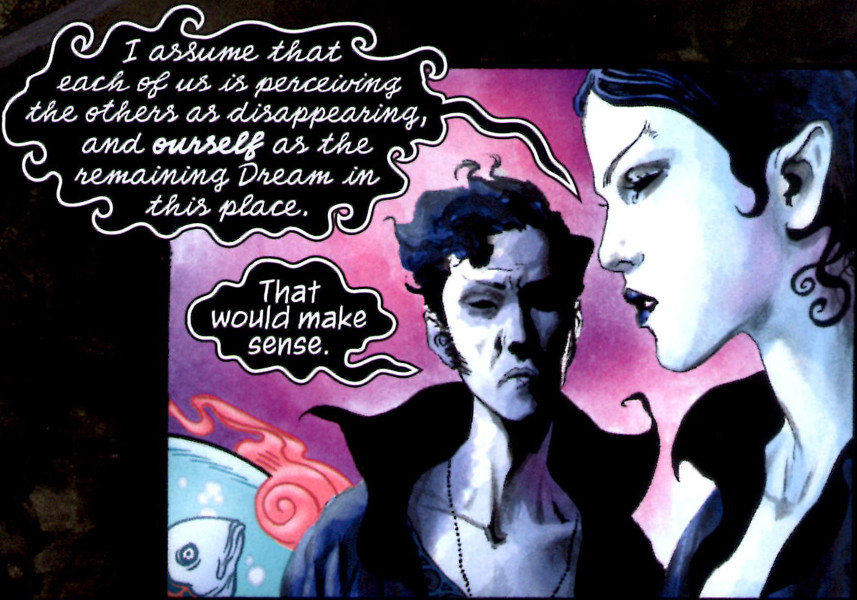 I assume that
each of us is perceiving
the others as disappearing,
and ourself as the
remaining Dream in
this place.
That
would make
sense.